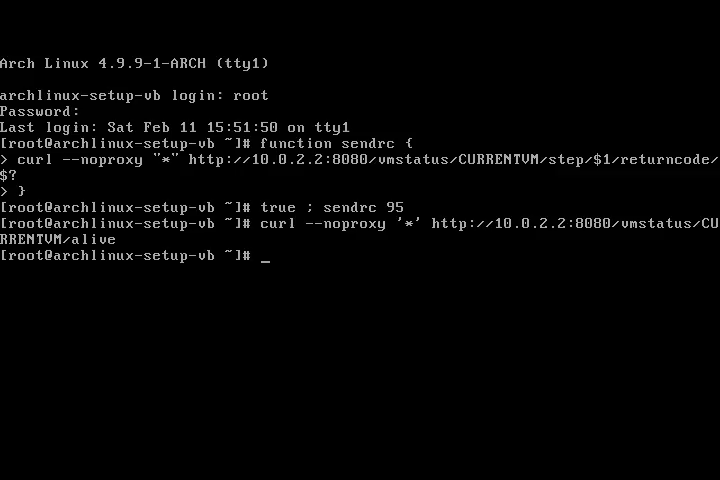 Arch Linux 4.9.9-1-ARCH (tty1)
archlinux-setup-vb login: root
Password:
Last login: Sat Feb 11 15:51:50 on tty1
[root@archlinux-setup-vb ~]# function sendrc {
> curl --noproxy "*" http://10.0.2.2:8080/vmstatus/CURRENTVM/step/$1/returncode/
$?
> }
[root@archlinux-setup-vb ~]# true ; sendrc 95
[root@archlinux-setup-vb ~]# curl --noproxy '*' http://10.0.2.2:8080/vmstatus/CU
RRENTVM/alive
[root@archlinux-setup-vb ~]# _